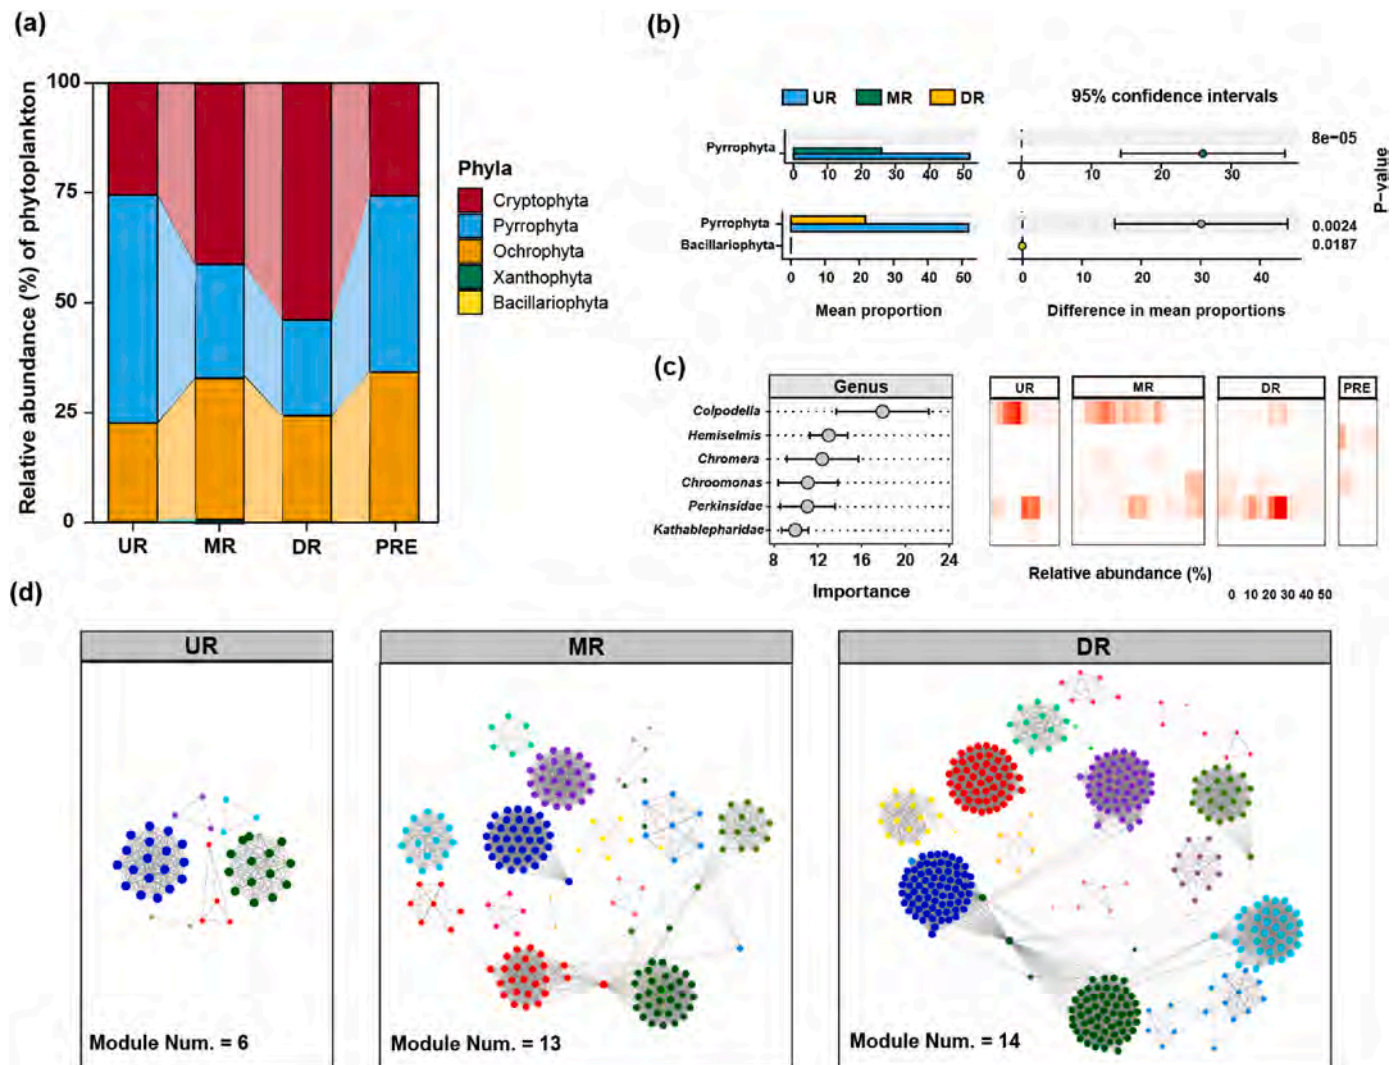 (a)
Relative abundance (%) of phytoplankton
100
75
50
25
0
UR MR DR PRE
Phyla
Cryptophyta
Pyrrophyta
Ochrophyta
Xanthophyta
Bacillariophyta
(b)
UR MR DR
95% confidence intervals
Pyrrophyta
0 10 20 30 40 50
0 10 20 30
8e−05
Pyrrophyta
Bacillariophyta
0 10 20 30 40 50
0 10 20 30 40
0.0024
0.0187
P-value
Mean proportion
Difference in mean proportions
(c)
Genus
Colpodella
Hemiselmis
Chromera
Chroomonas
Perkinsidae
Kathablepharidae
8 12 16 20 24
Importance
UR MR DR PRE
Relative abundance (%)
0 10 20 30 40 50
(d)
UR
Module Num. = 6
MR
Module Num. = 13
DR
Module Num. = 14